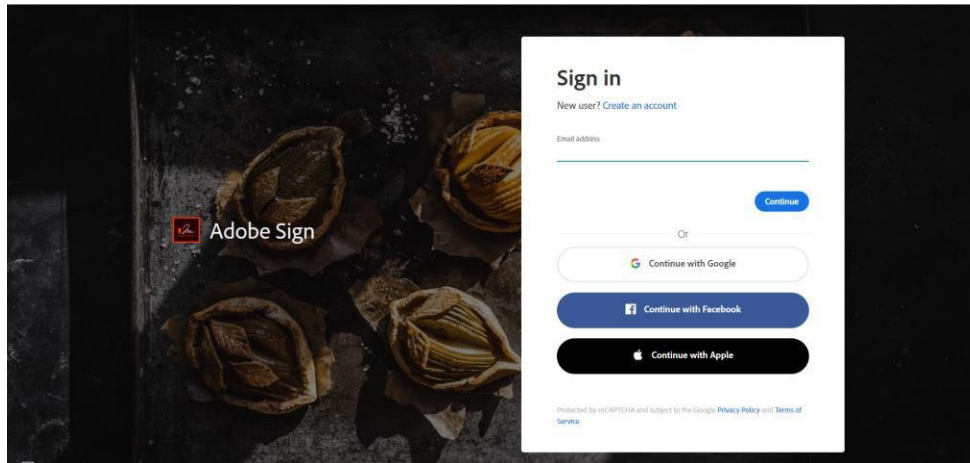 Adobe Sign
Sign in
New user? Create an account
Email address
Continue
Or
Continue with Google
Continue with Facebook
Continue with Apple
Protected by reCAPTCHA and subject to the Google Privacy Policy and Terms of
Service